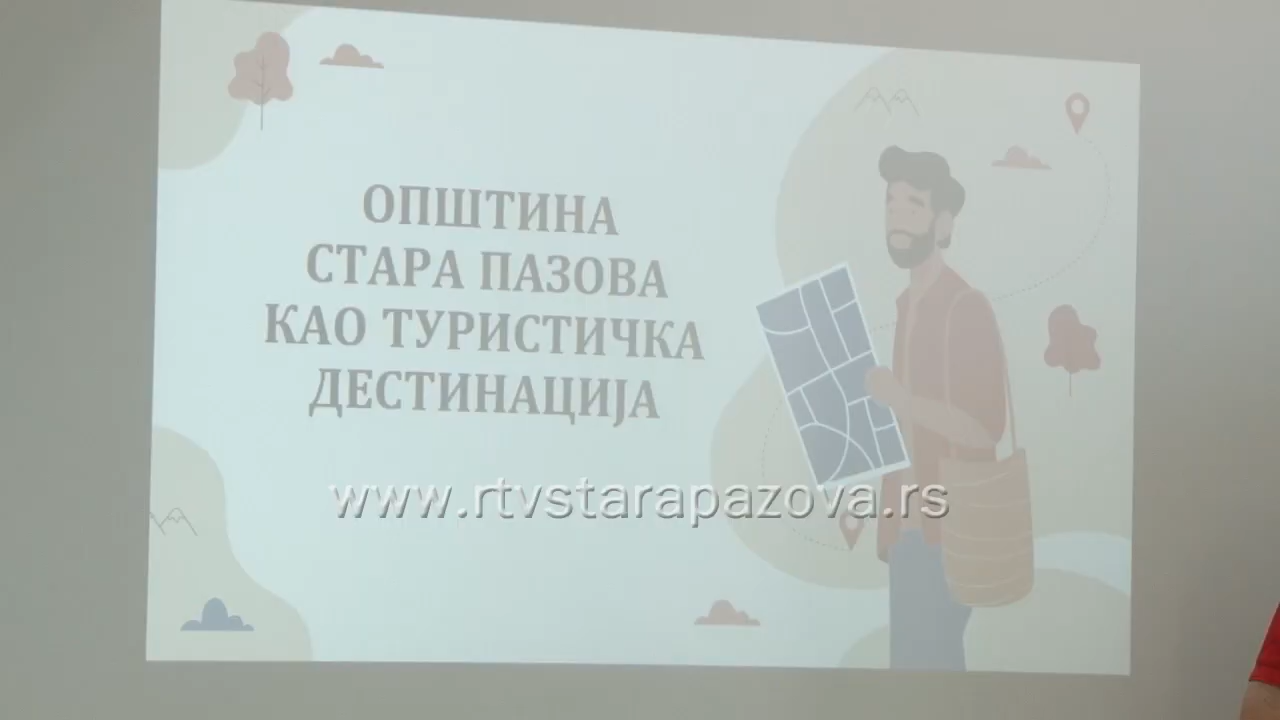 ОПШТИНА
СТАРА ПАЗОВА
КАО ТУРИСТИЧКА
ДЕСТИНАЦИЈА
www.rtvstarapazova.rs